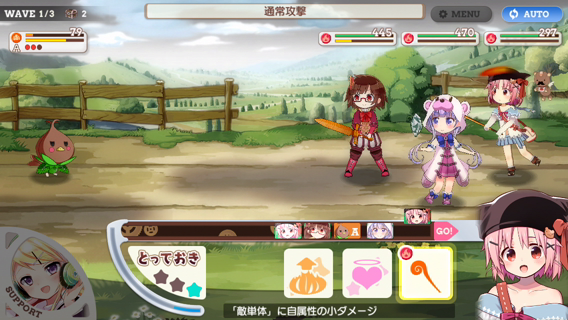 WAVE 1/3
2
通常攻撃
MENU
AUTO
79
A
445
470
297
A
GO!
とっておき
SUPPORT
「敵単体」に自属性の小ダメージ